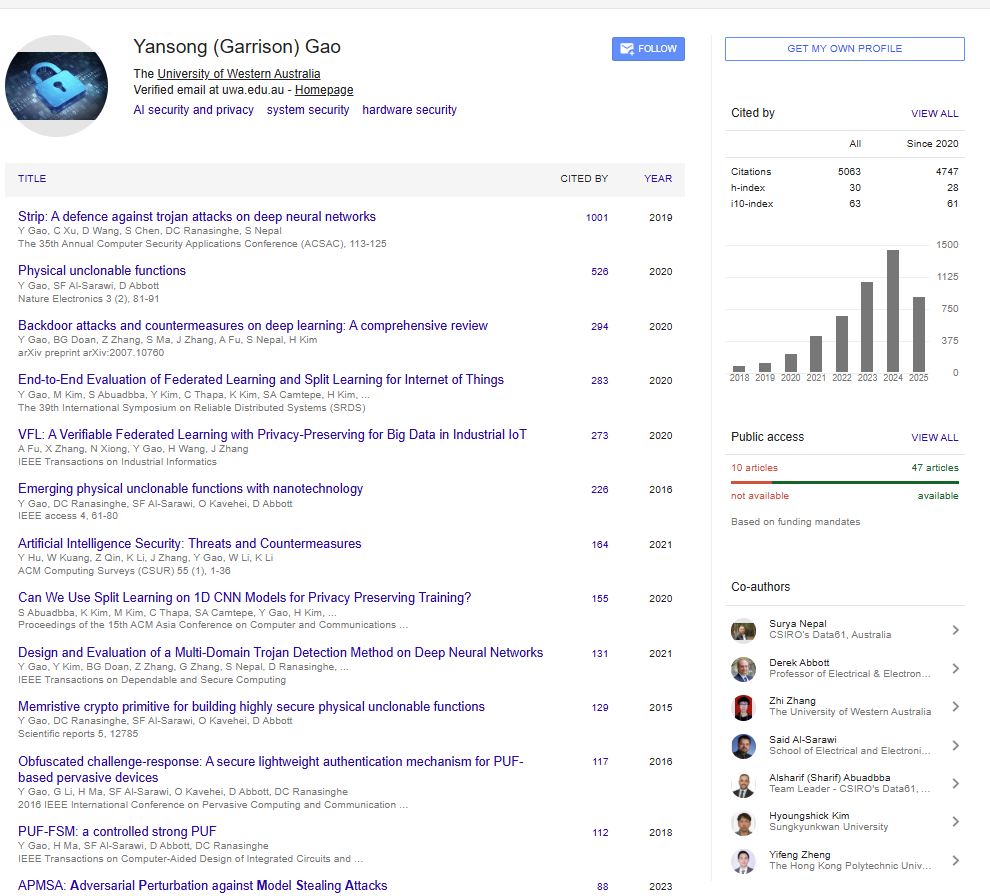 Yansong (Garrison) Gao
FOLLOW
The University of Western Australia
Verified email at uwa.edu.au - Homepage
AI security and privacy system security hardware security
TITLE CITED BY YEAR
Strip: A defence against trojan attacks on deep neural networks 1001 2019
Y Gao, C Xu, D Wang, S Chen, DC Ranasinghe, S Nepal
The 35th Annual Computer Security Applications Conference (ACSAC), 113-125
Physical unclonable functions 526 2020
Y Gao, SF Al-Sarawi, D Abbott
Nature Electronics 3 (2), 81-91
Backdoor attacks and countermeasures on deep learning: A comprehensive review 294 2020
Y Gao, BG Doan, Z Zhang, S Ma, J Zhang, A Fu, S Nepal, H Kim
arXiv preprint arXiv:2007.10760
End-to-End Evaluation of Federated Learning and Split Learning for Internet of Things 283 2020
Y Gao, M Kim, S Abuadbba, Y Kim, C Thapa, K Kim, SA Camtepe, H Kim, ...
The 39th International Symposium on Reliable Distributed Systems (SRDS)
VFL: A Verifiable Federated Learning with Privacy-Preserving for Big Data in Industrial IoT 273 2020
A Fu, X Zhang, N Xiong, Y Gao, H Wang, J Zhang
IEEE Transactions on Industrial Informatics
Emerging physical unclonable functions with nanotechnology 226 2016
Y Gao, DC Ranasinghe, SF Al-Sarawi, O Kavehei, D Abbott
IEEE access 4, 61-80
Artificial Intelligence Security: Threats and Countermeasures 164 2021
Y Hu, W Kuang, Z Qin, K Li, J Zhang, Y Gao, W Li, K Li
ACM Computing Surveys (CSUR) 55 (1), 1-36
Can We Use Split Learning on 1D CNN Models for Privacy Preserving Training? 155 2020
S Abuadbba, K Kim, M Kim, C Thapa, SA Camtepe, Y Gao, H Kim, ...
Proceedings of the 15th ACM Asia Conference on Computer and Communications ...
Design and Evaluation of a Multi-Domain Trojan Detection Method on Deep Neural Networks 131 2021
Y Gao, Y Kim, BG Doan, Z Zhang, G Zhang, S Nepal, D Ranasinghe, ...
IEEE Transactions on Dependable and Secure Computing
Memristive crypto primitive for building highly secure physical unclonable functions 129 2015
Y Gao, DC Ranasinghe, SF Al-Sarawi, O Kavehei, D Abbott
Scientific reports 5, 12785
Obfuscated challenge-response: A secure lightweight authentication mechanism for PUF- 117 2016
based pervasive devices
Y Gao, G Li, H Ma, SF Al-Sarawi, O Kavehei, D Abbott, DC Ranasinghe
2016 IEEE International Conference on Pervasive Computing and Communication ...
PUF-FSM: a controlled strong PUF 112 2018
Y Gao, H Ma, SF Al-Sarawi, D Abbott, DC Ranasinghe
IEEE Transactions on Computer-Aided Design of Integrated Circuits and ...
APMSA: Adversarial Perturbation against Model Stealing Attacks 88 2023
GET MY OWN PROFILE
Cited by VIEW ALL
All Since 2020
Citations 5063 4747
h-index 30 28
i10-index 63 61
1500
1125
750
375
0
2018 2019 2020 2021 2022 2023 2024 2025
Public access VIEW ALL
10 articles 47 articles
not available available
Based on funding mandates
Co-authors
Surya Nepal
CSIRO's Data61, Australia
Derek Abbott
Professor of Electrical & Electron...
Zhi Zhang
The University of Western Australia
Said Al-Sarawi
School of Electrical and Electroni...
Alsharif (Sharif) Abuadbba
Team Leader - CSIRO's Data61, ...
Hyoungshick Kim
Sungkyunkwan University
Yifeng Zheng
The Hong Kong Polytechnic Univ...